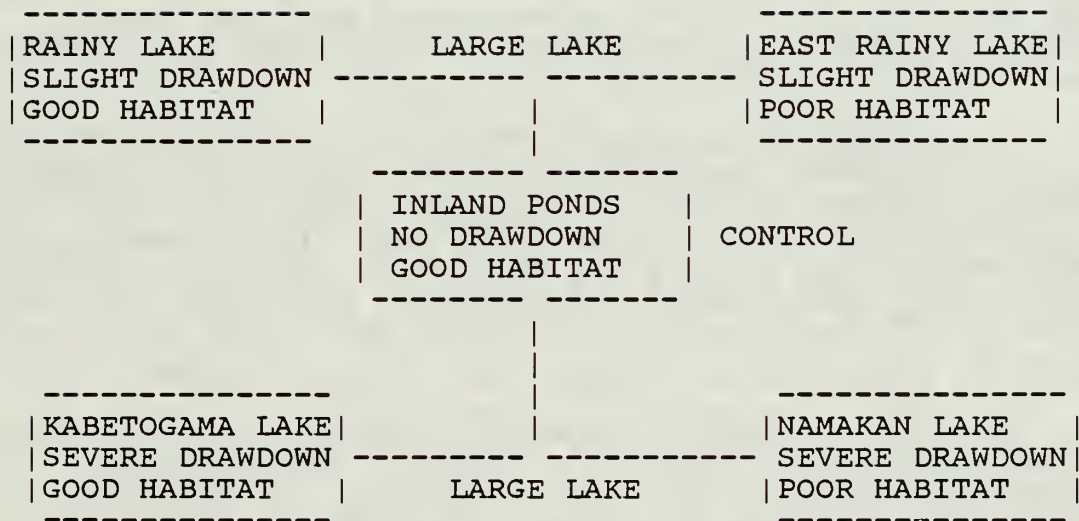 RAINY LAKE LARGE LAKE EAST RAINY LAKE
SLIGHT DRAWDOWN SLIGHT DRAWDOWN
GOOD HABITAT POOR HABITAT
INLAND PONDS
NO DRAWDOWN CONTROL
GOOD HABITAT
KABETOGAMA LAKE NAMAKAN LAKE
SEVERE DRAWDOWN SEVERE DRAWDOWN
GOOD HABITAT LARGE LAKE POOR HABITAT